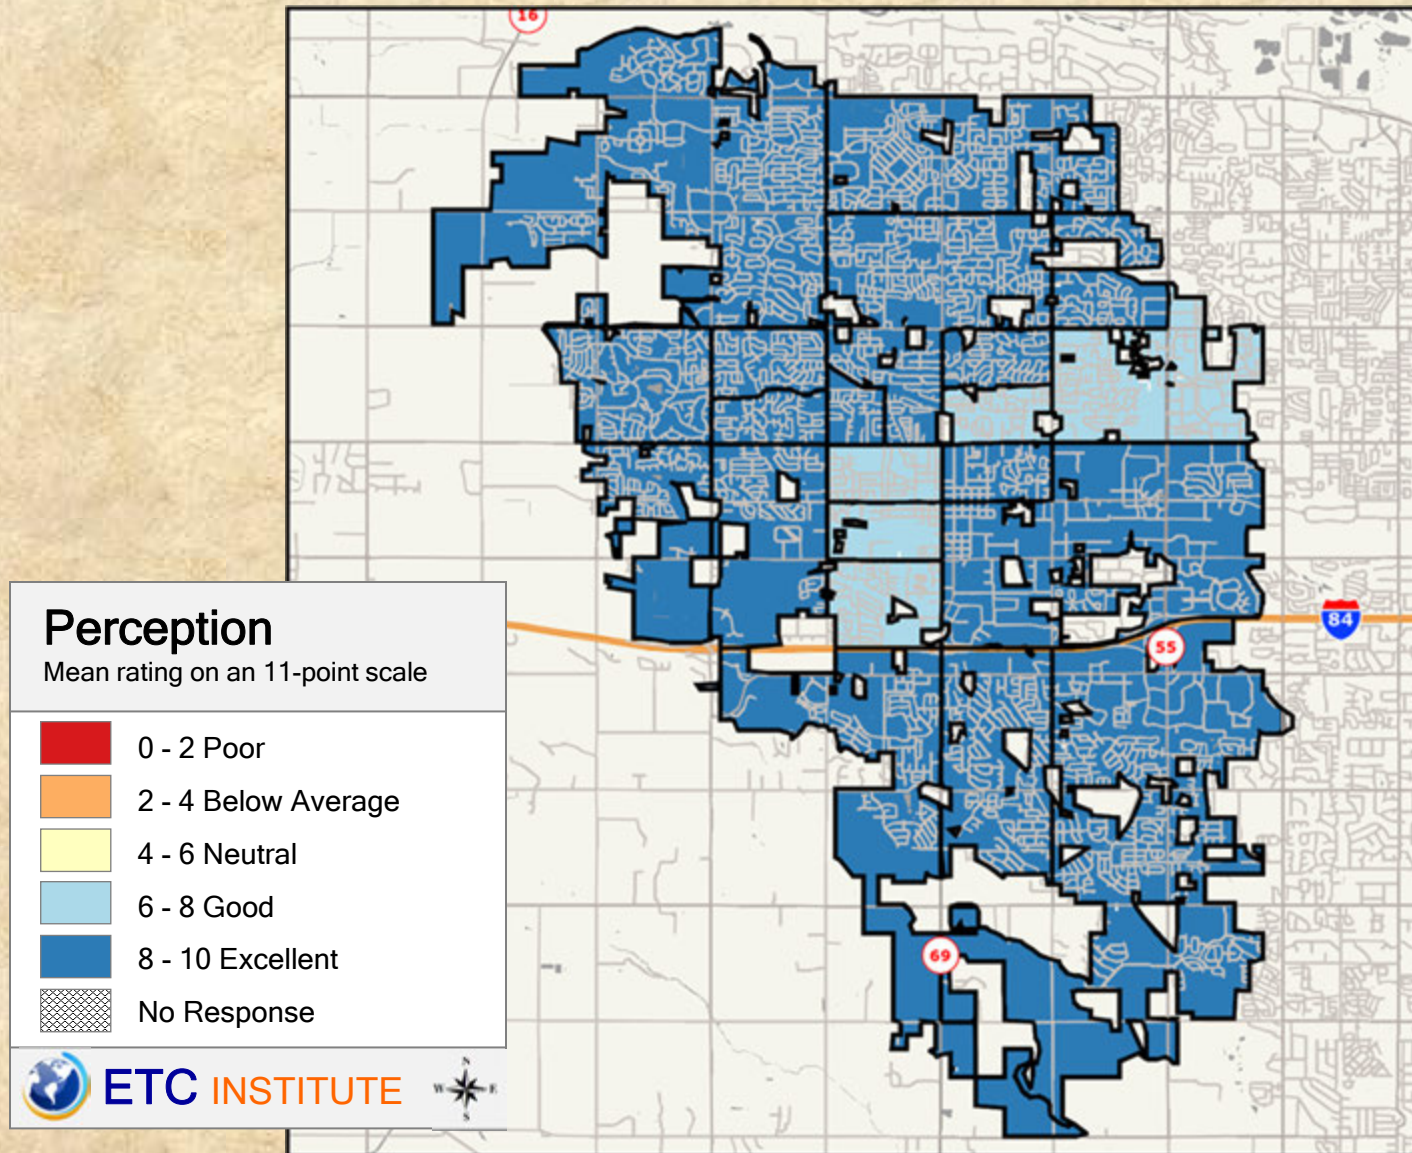 16
84
55
69
Perception
Mean rating on an 11-point scale
0 - 2 Poor
2 - 4 Below Average
4 - 6 Neutral
6 - 8 Good
8 - 10 Excellent
No Response
ETC INSTITUTE
N
W E
S